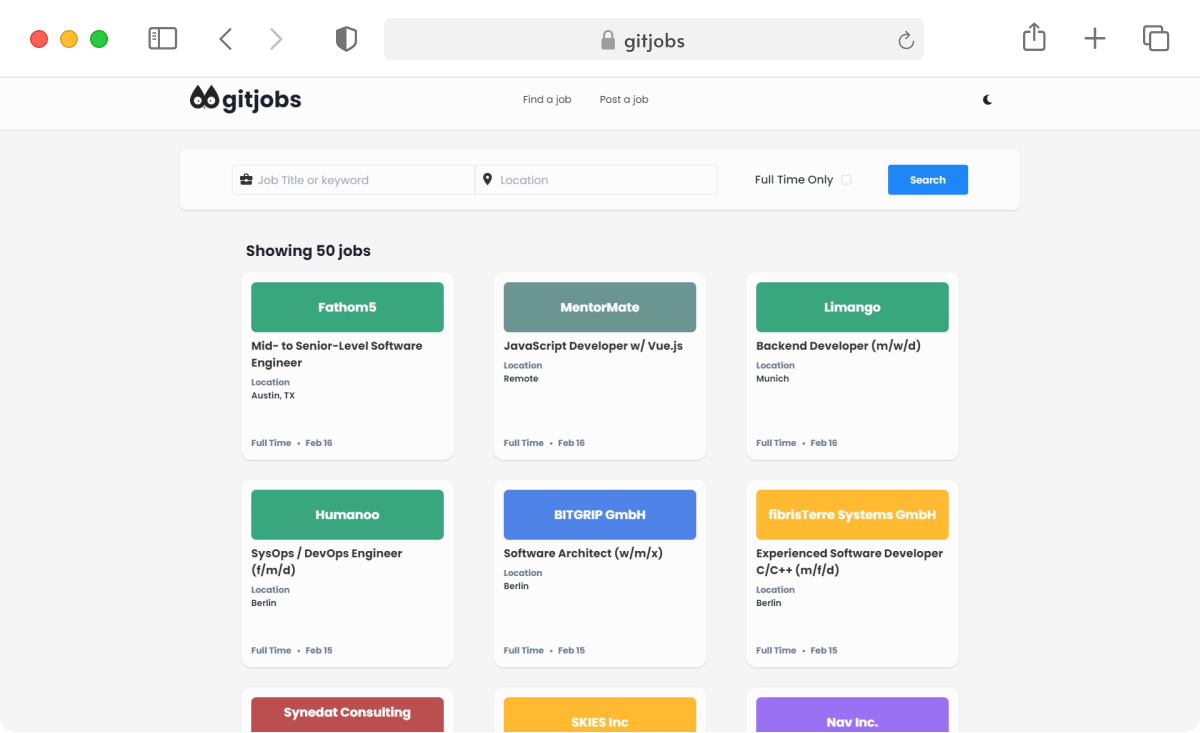 gitjobs
gitjobs
Find a job
Post a job
Job Title or keyword
Location
Full Time Only
Search
Showing 50 jobs
Fathom5
Mid- to Senior-Level Software
Engineer
Location
Austin, TX
Full Time • Feb 16
MentorMate
JavaScript Developer w/ Vue.js
Location
Remote
Full Time • Feb 16
Limango
Backend Developer (m/w/d)
Location
Munich
Full Time • Feb 16
Humanoo
SysOps / DevOps Engineer
(f/m/d)
Location
Berlin
Full Time • Feb 15
BITGRIP GmbH
Software Architect (w/m/x)
Location
Berlin
Full Time • Feb 15
fibrisTerre Systems GmbH
Experienced Software Developer
C/C++ (m/f/d)
Location
Berlin
Full Time • Feb 15
Synedat Consulting
SKIES Inc
Nav Inc.